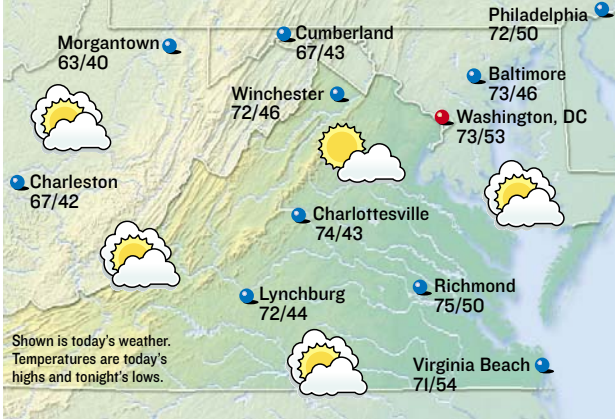 Philadelphia
72/50
Cumberland
67/43
Morgantown
63/40
Baltimore
73/46
Winchester
72/46
Washington, DC
73/53
Charleston
67/42
Charlottesville
74/43
Richmond
75/50
Lynchburg
72/44
Shown is today's weather.
Temperatures are today's
highs and tonight's lows.
Virginia Beach
71/54